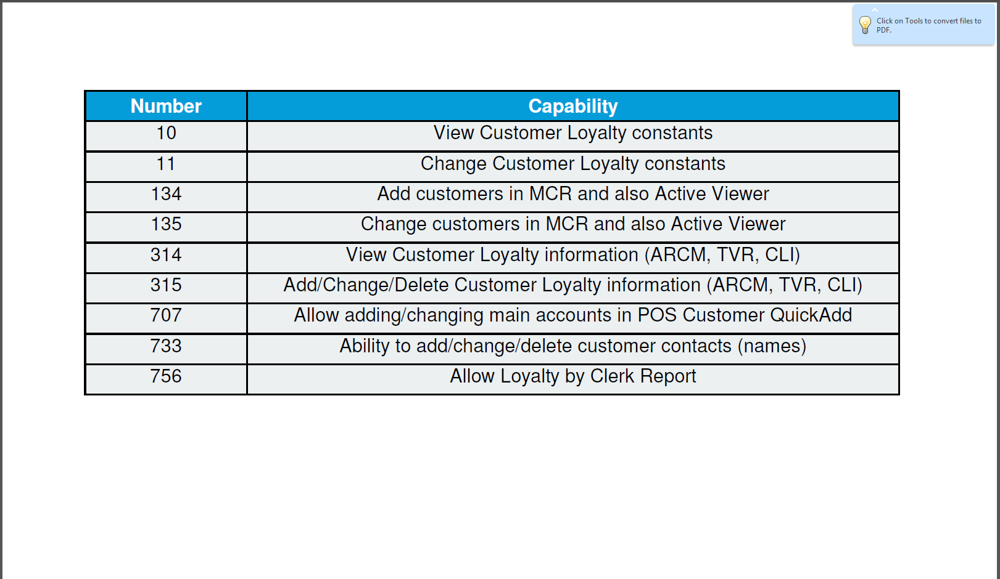 Click on Tools to convert files to
PDF.
Number Capability
10 View Customer Loyalty constants
11 Change Customer Loyalty constants
134 Add customers in MCR and also Active Viewer
135 Change customers in MCR and also Active Viewer
314 View Customer Loyalty information (ARCM, TVR, CLI)
315 Add/Change/Delete Customer Loyalty information (ARCM, TVR, CLI)
707 Allow adding/changing main accounts in POS Customer QuickAdd
733 Ability to add/change/delete customer contacts (names)
756 Allow Loyalty by Clerk Report